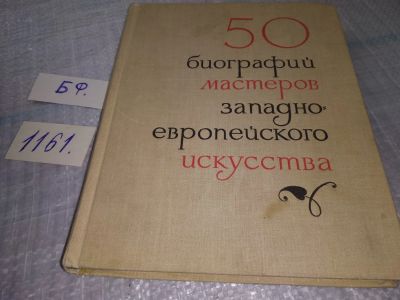 50
биографий
мастеров
западно-
европейского
искусства
БФ.
1161.